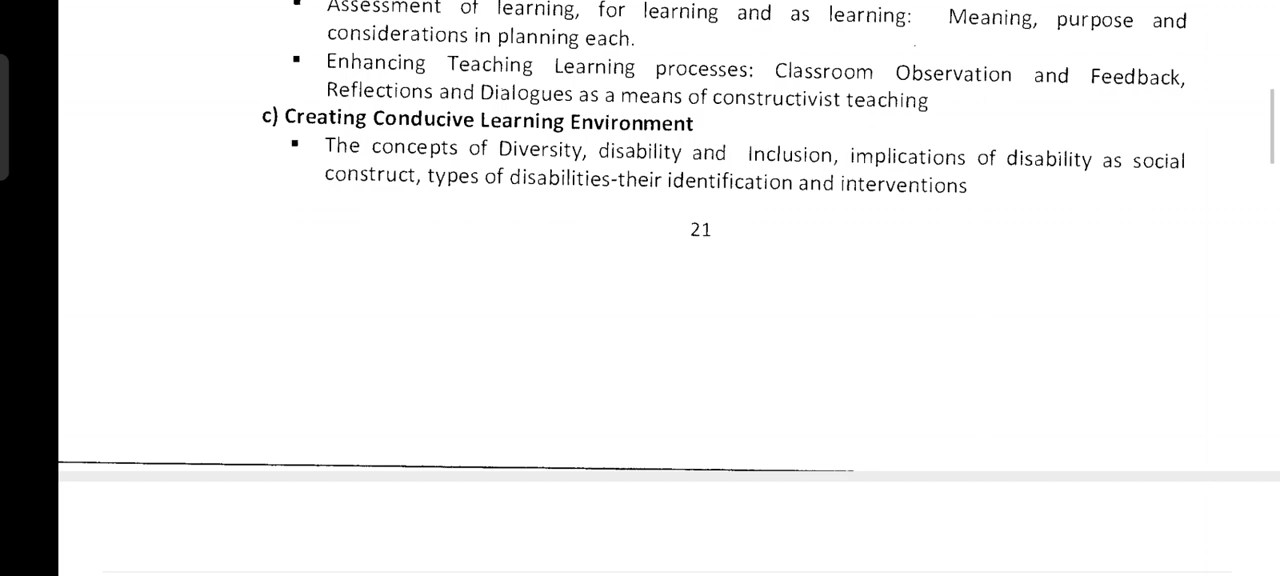 ▪ Assessment of learning, for learning and as learning: Meaning, purpose and
considerations in planning each.
▪ Enhancing Teaching Learning processes: Classroom Observation and Feedback,
Reflections and Dialogues as a means of constructivist teaching
c) Creating Conducive Learning Environment
▪ The concepts of Diversity, disability and Inclusion, implications of disability as social
construct, types of disabilities-their identification and interventions
21